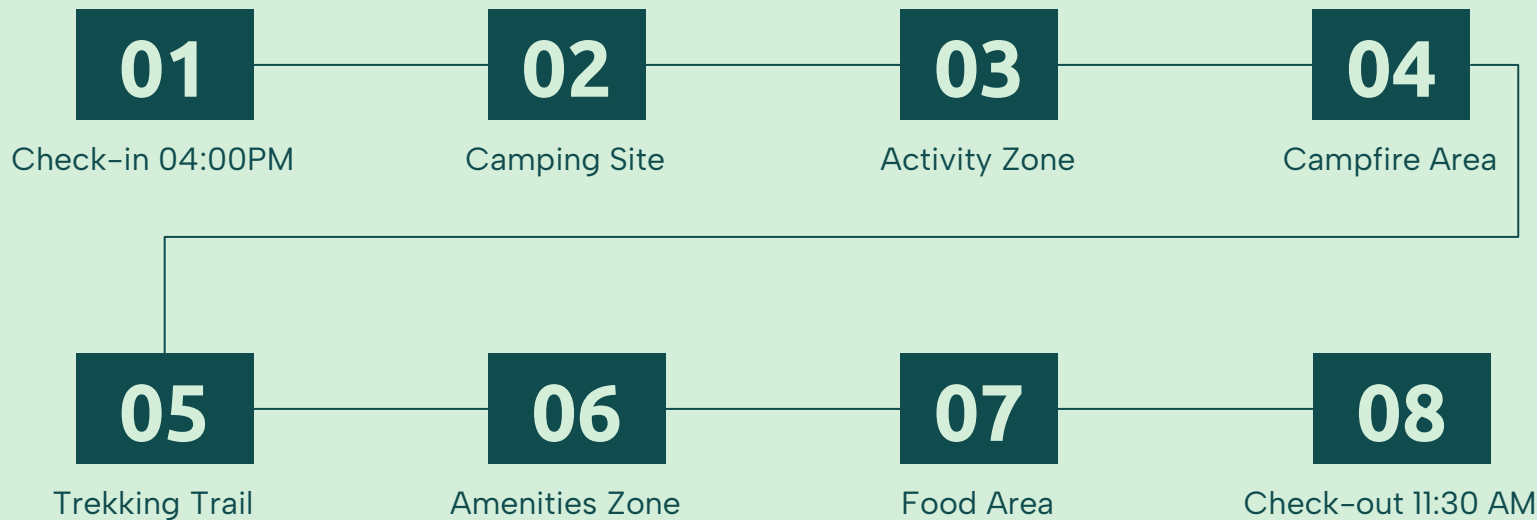 01
02
03
04
Check-in 04:00PM
Camping Site
Activity Zone
Campfire Area
05
06
07
08
Trekking Trail
Amenities Zone
Food Area
Check-out 11:30 AM